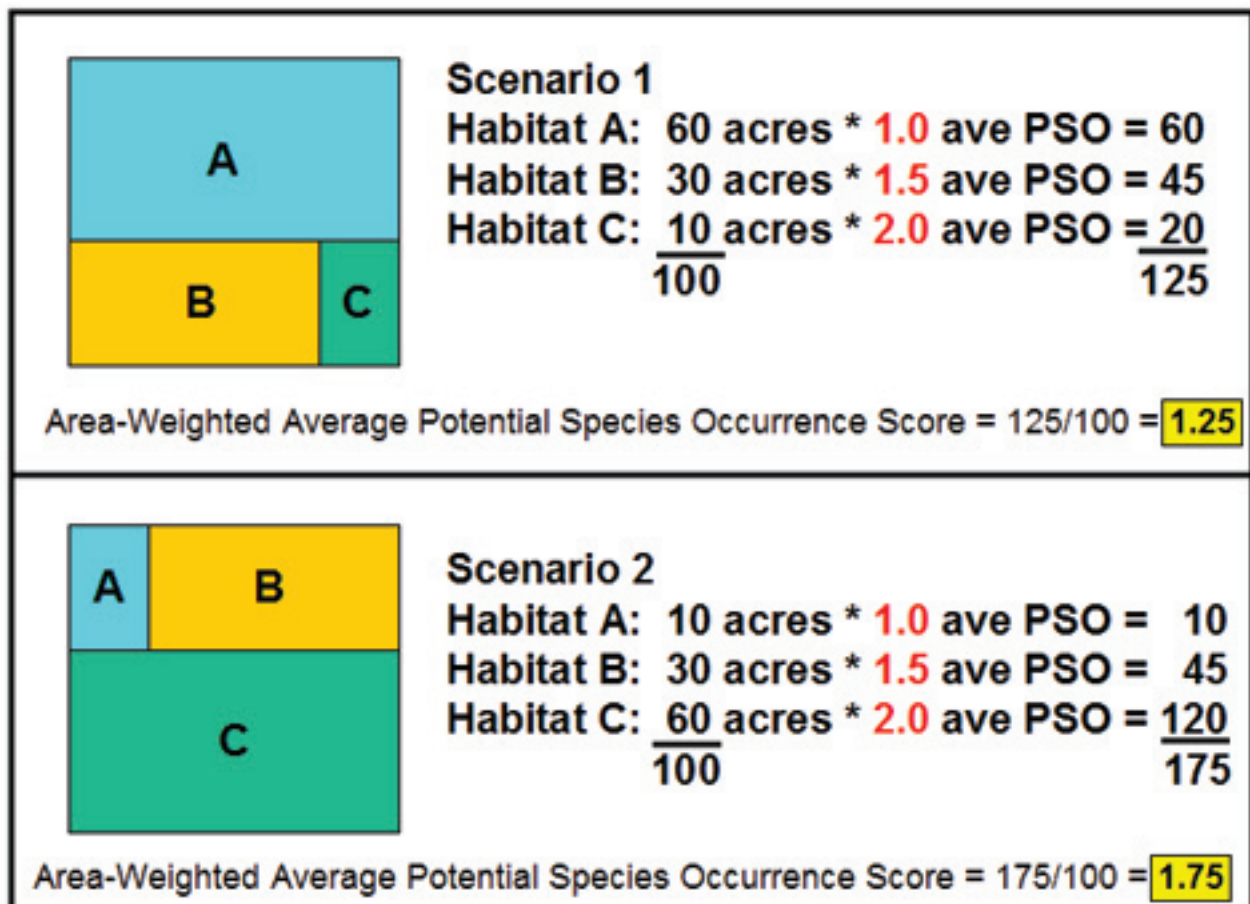 A
B
C
Scenario 1
Habitat A: 60 acres * 1.0 ave PSO = 60
Habitat B: 30 acres * 1.5 ave PSO = 45
Habitat C: 10 acres * 2.0 ave PSO = 20
100 125
Area-Weighted Average Potential Species Occurrence Score = 125/100 = 1.25
A B
C
Scenario 2
Habitat A: 10 acres * 1.0 ave PSO = 10
Habitat B: 30 acres * 1.5 ave PSO = 45
Habitat C: 60 acres * 2.0 ave PSO = 120
100 175
Area-Weighted Average Potential Species Occurrence Score = 175/100 = 1.75